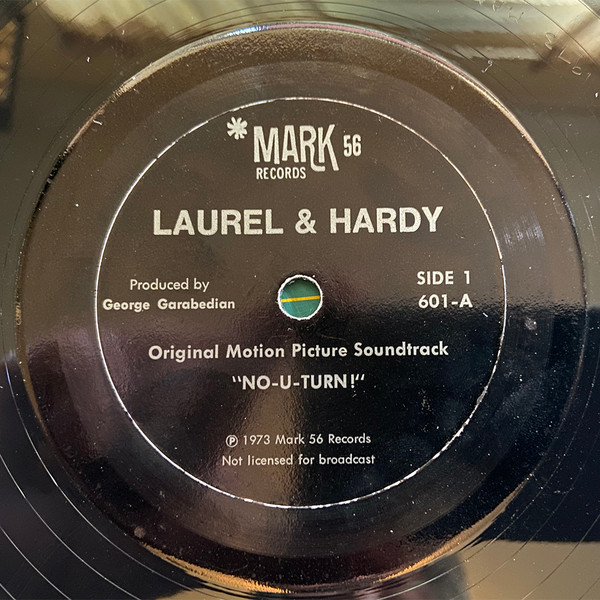 *MARK 56
RECORDS
LAUREL & HARDY
Produced by
George Garabedian
SIDE 1
601-A
Original Motion Picture Soundtrack
"NO-U-TURN!"
℗ 1973 Mark 56 Records
Not licensed for broadcast